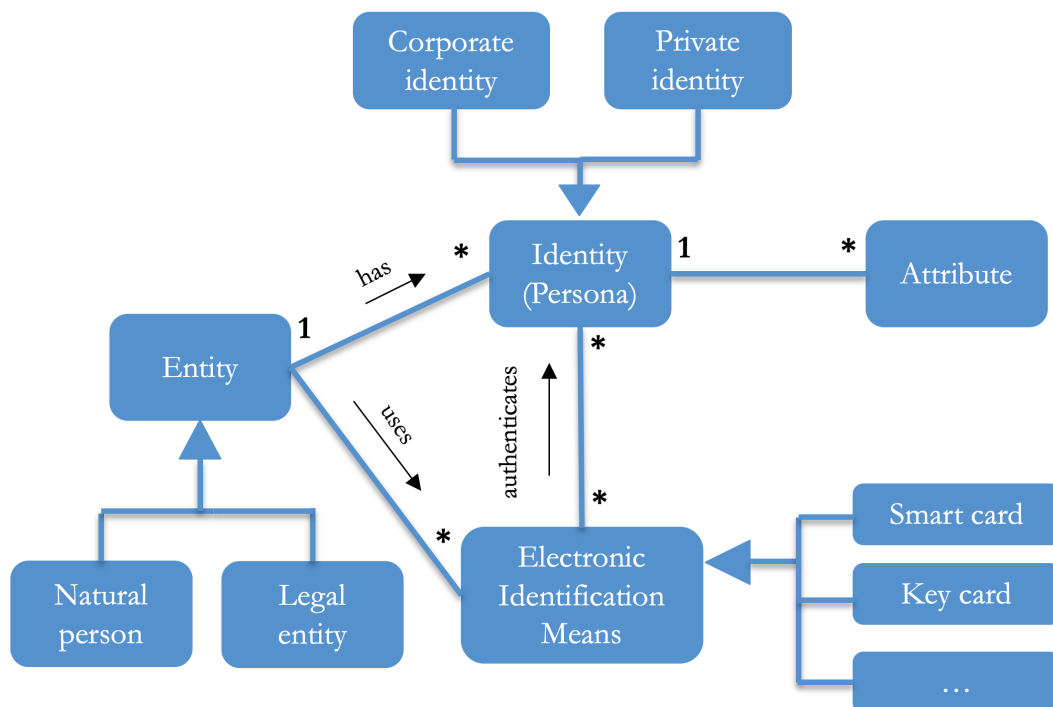 Corporate
identity
Private
identity
*
Identity
(Persona)
1
*
Attribute
has
1
Entity
*
uses
authenticates
*
*
Electronic
Identification
Means
Smart card
Key card
…
Natural
person
Legal
entity